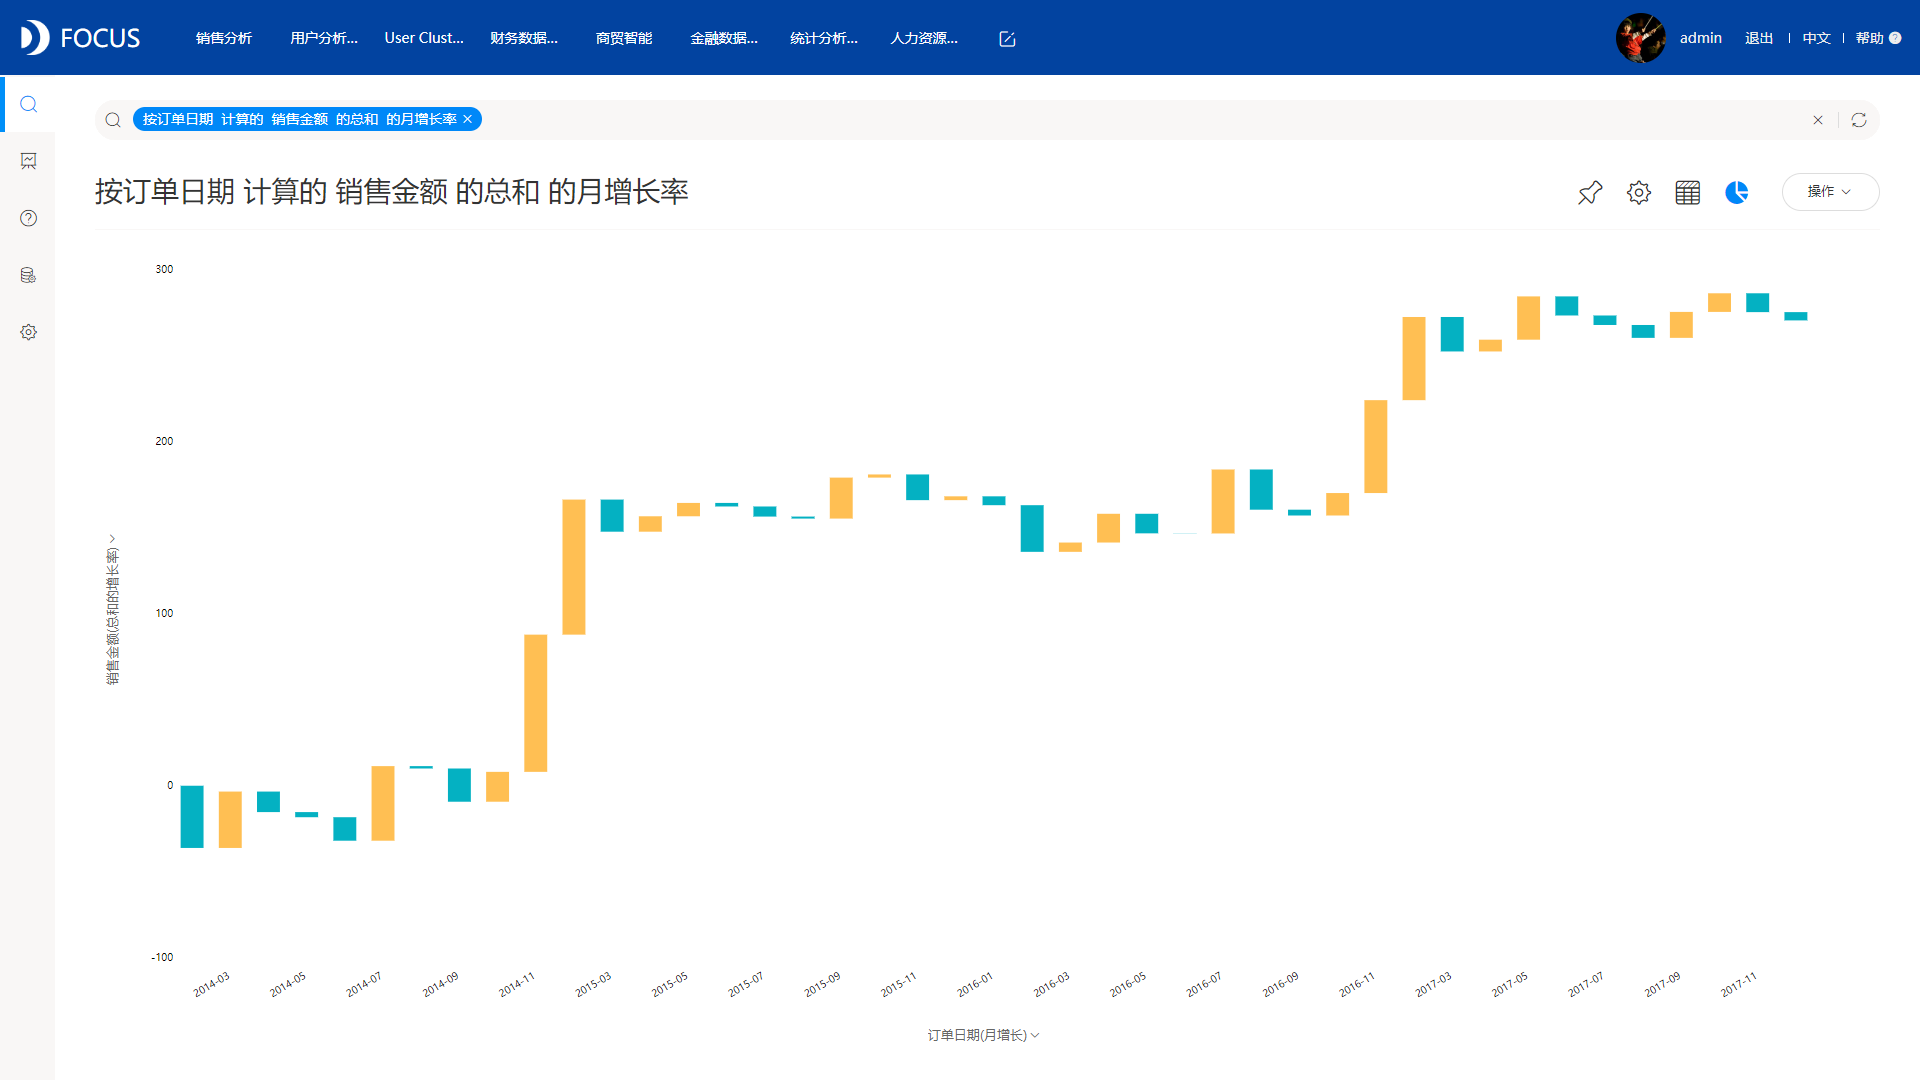 FOCUS 销售分析 用户分析... User Clust... 财务数据... 商贸智能 金融数据... 统计分析... 人力资源... admin 退出 中文 帮助 ?
按订单日期 计算的 销售金额 的总和 的月增长率 ×
按订单日期 计算的 销售金额 的总和 的月增长率
操作
300
200
100
0
-100
销售金额(总和的增长率)
2014-03 2014-05 2014-07 2014-09 2014-11 2015-03 2015-05 2015-07 2015-09 2015-11 2016-01 2016-03 2016-05 2016-07 2016-09 2016-11 2017-03 2017-05 2017-07 2017-09 2017-11
订单日期(月增长)